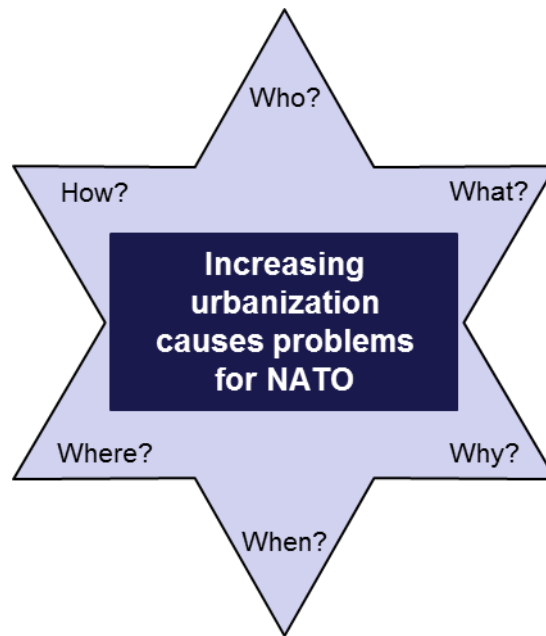 Who?
How?
What?
Increasing
urbanization
causes problems
for NATO
Where?
Why?
When?